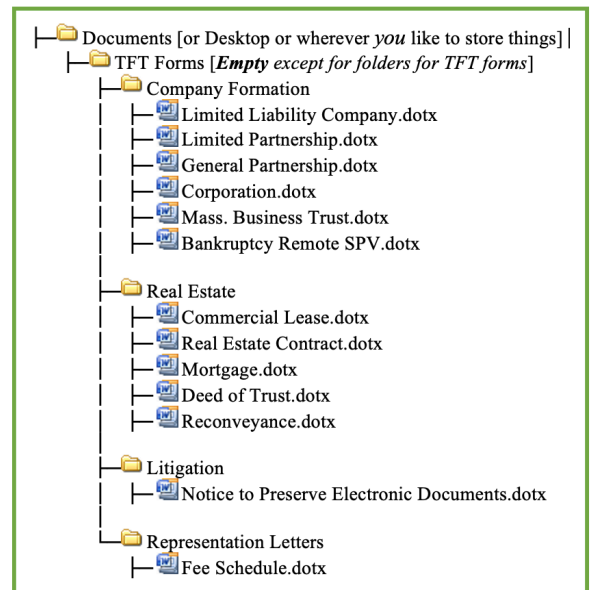 Documents [or Desktop or wherever you like to store things]
TFT Forms [Empty except for folders for TFT forms]
Company Formation
Limited Liability Company.dotx
Limited Partnership.dotx
General Partnership.dotx
Corporation.dotx
Mass. Business Trust.dotx
Bankruptcy Remote SPV.dotx
Real Estate
Commercial Lease.dotx
Real Estate Contract.dotx
Mortgage.dotx
Deed of Trust.dotx
Reconveyance.dotx
Litigation
Notice to Preserve Electronic Documents.dotx
Representation Letters
Fee Schedule.dotx